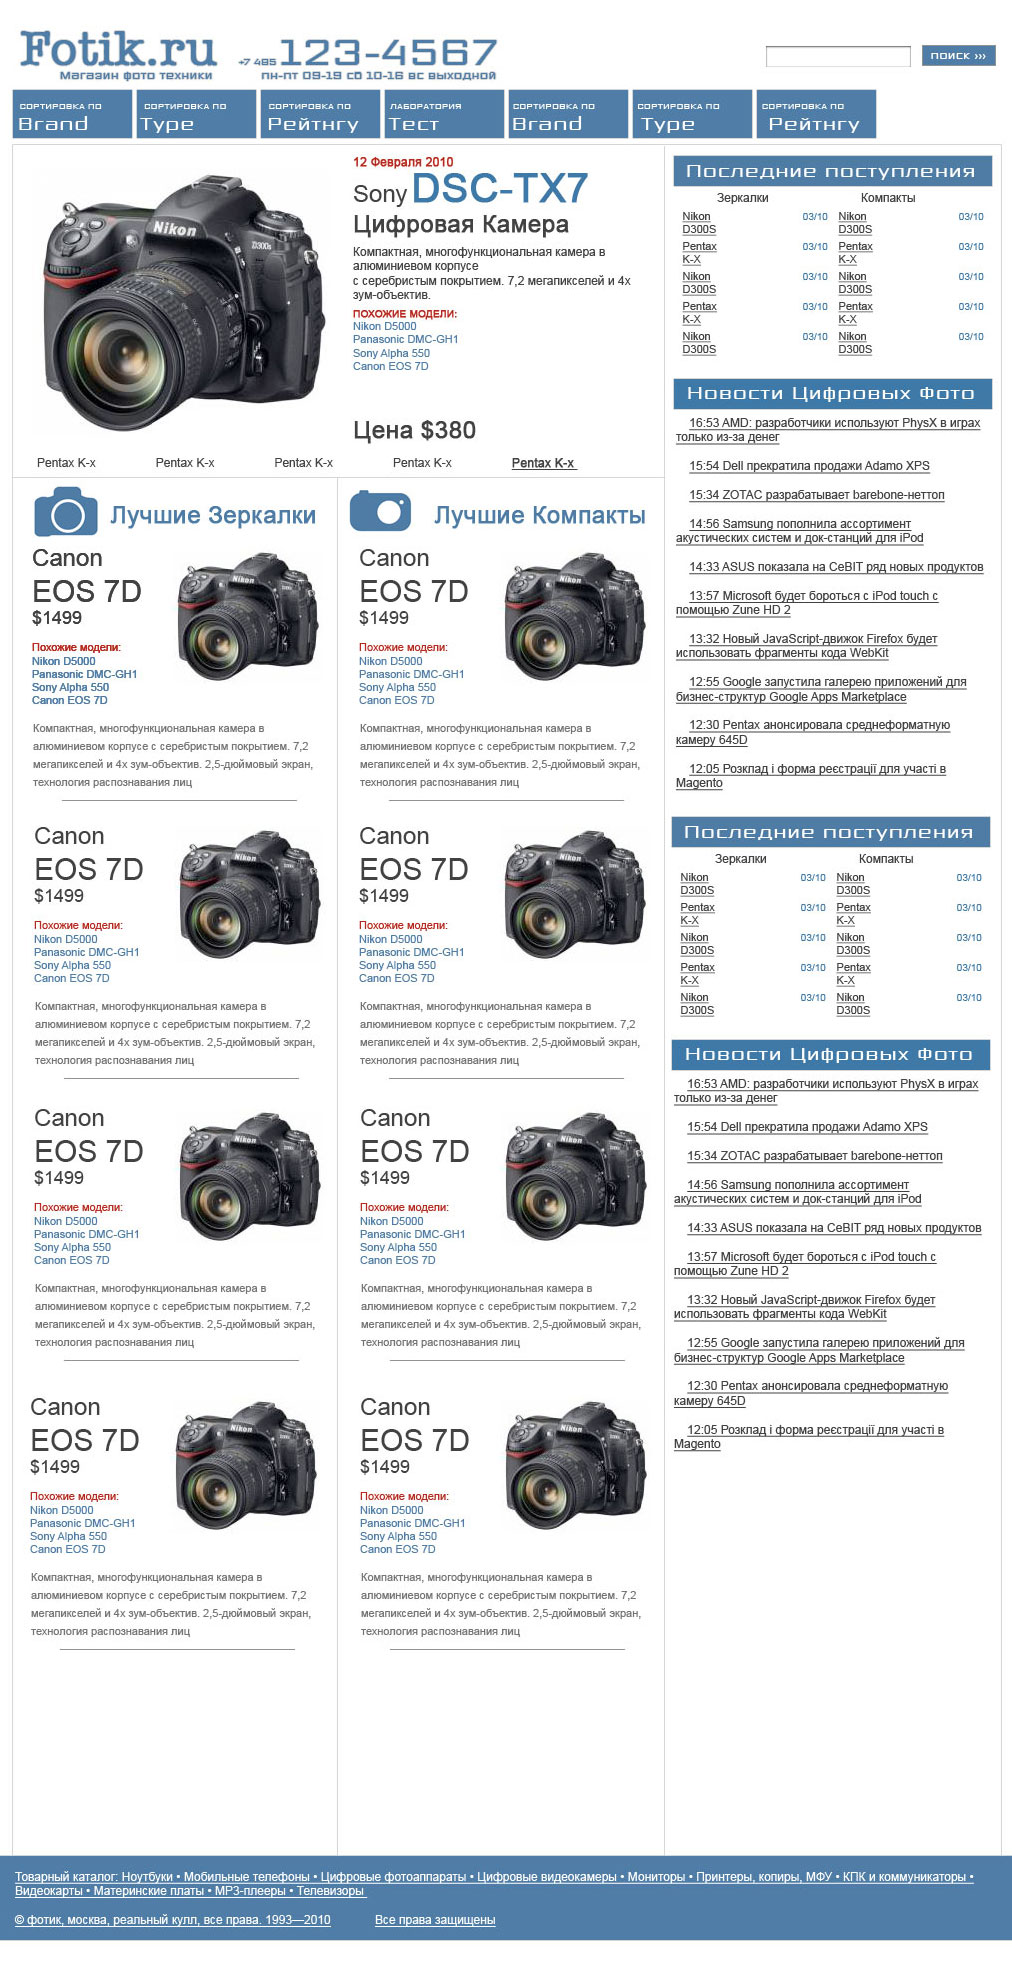 Fotik.ru
Магазин фото техники
+7 495 123-4567
пн-пт 09-19 сб 10-16 вс выходной
ПОИСК »›
СОРТИРОВКА ПО
Brand
СОРТИРОВКА ПО
Type
СОРТИРОВКА ПО
Рейтнгу
ЛАБОРАТОРИЯ
Тест
СОРТИРОВКА ПО
Brand
СОРТИРОВКА ПО
Type
СОРТИРОВКА ПО
Рейтнгу
Nikon
D300s
12 Февраля 2010
Sony DSC-TX7
Цифровая Камера
Компактная, многофункциональная камера в
алюминиевом корпусе
с серебристым покрытием. 7,2 мегапикселей и 4х
зум-объектив.
ПОХОЖИЕ МОДЕЛИ:
Nikon D5000
Panasonic DMC-GH1
Sony Alpha 550
Canon EOS 7D
Цена $380
Pentax K-x Pentax K-x Pentax K-x Pentax K-x Pentax K-x
Лучшие Зеркалки
Canon
EOS 7D
$1499
Nikon
Похожие модели:
Nikon D5000
Panasonic DMC-GH1
Sony Alpha 550
Canon EOS 7D
Компактная, многофункциональная камера в
алюминиевом корпусе с серебристым покрытием. 7,2
мегапикселей и 4х зум-объектив. 2,5-дюймовый экран,
технология распознавания лиц
Canon
EOS 7D
$1499
Nikon
Похожие модели:
Nikon D5000
Panasonic DMC-GH1
Sony Alpha 550
Canon EOS 7D
Компактная, многофункциональная камера в
алюминиевом корпусе с серебристым покрытием. 7,2
мегапикселей и 4х зум-объектив. 2,5-дюймовый экран,
технология распознавания лиц
Canon
EOS 7D
$1499
Nikon
Похожие модели:
Nikon D5000
Panasonic DMC-GH1
Sony Alpha 550
Canon EOS 7D
Компактная, многофункциональная камера в
алюминиевом корпусе с серебристым покрытием. 7,2
мегапикселей и 4х зум-объектив. 2,5-дюймовый экран,
технология распознавания лиц
Canon
EOS 7D
$1499
Nikon
Похожие модели:
Nikon D5000
Panasonic DMC-GH1
Sony Alpha 550
Canon EOS 7D
Компактная, многофункциональная камера в
алюминиевом корпусе с серебристым покрытием. 7,2
мегапикселей и 4х зум-объектив. 2,5-дюймовый экран,
технология распознавания лиц
Лучшие Компакты
Canon
EOS 7D
$1499
Nikon
Похожие модели:
Nikon D5000
Panasonic DMC-GH1
Sony Alpha 550
Canon EOS 7D
Компактная, многофункциональная камера в
алюминиевом корпусе с серебристым покрытием. 7,2
мегапикселей и 4х зум-объектив. 2,5-дюймовый экран,
технология распознавания лиц
Canon
EOS 7D
$1499
Nikon
Похожие модели:
Nikon D5000
Panasonic DMC-GH1
Sony Alpha 550
Canon EOS 7D
Компактная, многофункциональная камера в
алюминиевом корпусе с серебристым покрытием. 7,2
мегапикселей и 4х зум-объектив. 2,5-дюймовый экран,
технология распознавания лиц
Canon
EOS 7D
$1499
Nikon
Похожие модели:
Nikon D5000
Panasonic DMC-GH1
Sony Alpha 550
Canon EOS 7D
Компактная, многофункциональная камера в
алюминиевом корпусе с серебристым покрытием. 7,2
мегапикселей и 4х зум-объектив. 2,5-дюймовый экран,
технология распознавания лиц
Canon
EOS 7D
$1499
Nikon
Похожие модели:
Nikon D5000
Panasonic DMC-GH1
Sony Alpha 550
Canon EOS 7D
Компактная, многофункциональная камера в
алюминиевом корпусе с серебристым покрытием. 7,2
мегапикселей и 4х зум-объектив. 2,5-дюймовый экран,
технология распознавания лиц
Последние поступления
Зеркалки Компакты
Nikon 03/10 Nikon 03/10
D300S D300S
Pentax 03/10 Pentax 03/10
K-X K-X
Nikon 03/10 Nikon 03/10
D300S D300S
Pentax 03/10 Pentax 03/10
K-X K-X
Nikon 03/10 Nikon 03/10
D300S D300S
Новости Цифровых Фото
16:53 AMD: разработчики используют PhysX в играх
только из-за денег
15:54 Dell прекратила продажи Adamo XPS
15:34 ZOTAC разрабатывает barebone-неттоп
14:56 Samsung пополнила ассортимент
акустических систем и док-станций для iPod
14:33 ASUS показала на CeBIT ряд новых продуктов
13:57 Microsoft будет бороться с iPod touch с
помощью Zune HD 2
13:32 Новый JavaScript-движок Firefox будет
использовать фрагменты кода WebKit
12:55 Google запустила галерею приложений для
бизнес-структур Google Apps Marketplace
12:30 Pentax анонсировала среднеформатную
камеру 645D
12:05 Розклад і форма реєстрації для участі в
Magento
Последние поступления
Зеркалки Компакты
Nikon 03/10 Nikon 03/10
D300S D300S
Pentax 03/10 Pentax 03/10
K-X K-X
Nikon 03/10 Nikon 03/10
D300S D300S
Pentax 03/10 Pentax 03/10
K-X K-X
Nikon 03/10 Nikon 03/10
D300S D300S
Новости Цифровых Фото
16:53 AMD: разработчики используют PhysX в играх
только из-за денег
15:54 Dell прекратила продажи Adamo XPS
15:34 ZOTAC разрабатывает barebone-неттоп
14:56 Samsung пополнила ассортимент
акустических систем и док-станций для iPod
14:33 ASUS показала на CeBIT ряд новых продуктов
13:57 Microsoft будет бороться с iPod touch с
помощью Zune HD 2
13:32 Новый JavaScript-движок Firefox будет
использовать фрагменты кода WebKit
12:55 Google запустила галерею приложений для
бизнес-структур Google Apps Marketplace
12:30 Pentax анонсировала среднеформатную
камеру 645D
12:05 Розклад і форма реєстрації для участі в
Magento
Товарный каталог: Ноутбуки • Мобильные телефоны • Цифровые фотоаппараты • Цифровые видеокамеры • Мониторы • Принтеры, копиры, МФУ • КПК и коммуникаторы •
Видеокарты • Материнские платы • MP3-плееры • Телевизоры
© фотик, москва, реальный кулл, все права. 1993—2010 Все права защищены